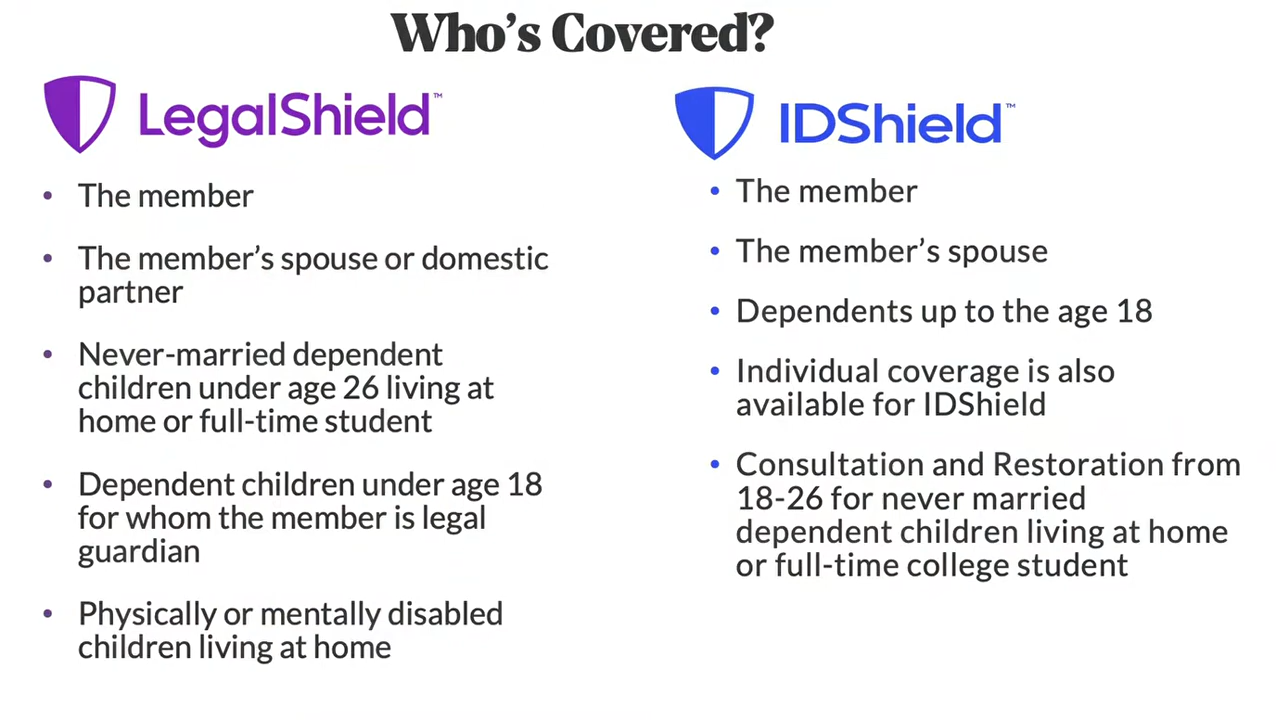 Who's Covered?
LegalShield™
• The member
• The member's spouse or domestic
partner
• Never-married dependent
children under age 26 living at
home or full-time student
• Dependent children under age 18
for whom the member is legal
guardian
• Physically or mentally disabled
children living at home
IDShield™
• The member
• The member's spouse
• Dependents up to the age 18
• Individual coverage is also
available for IDShield
• Consultation and Restoration from
18-26 for never married
dependent children living at home
or full-time college student